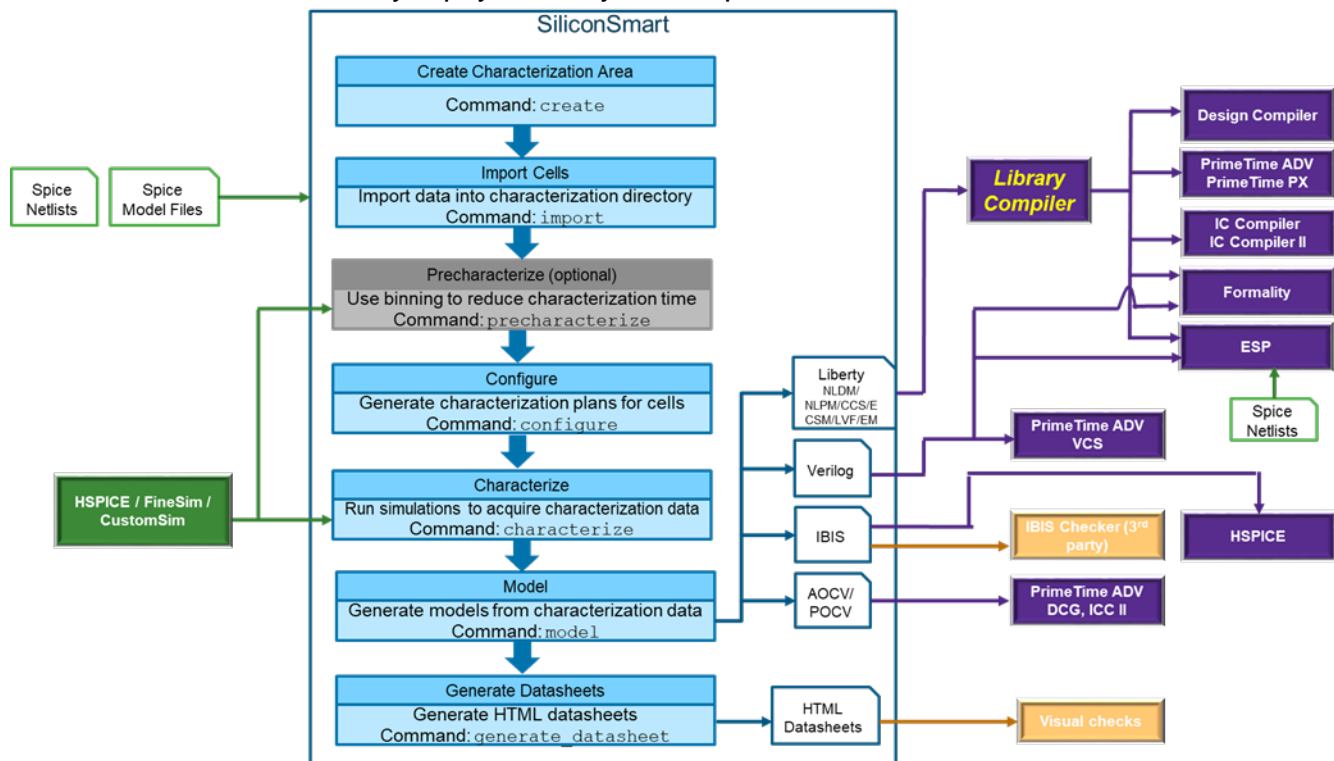 SiliconSmart
Create Characterization Area
Command: create
Import Cells
Import data into characterization directory
Command: import
Precharacterize (optional)
Use binning to reduce characterization time
Command: precharacterize
Configure
Generate characterization plans for cells
Command: configure
Characterize
Run simulations to acquire characterization data
Command: characterize
Model
Generate models from characterization data
Command: model
Generate Datasheets
Generate HTML datasheets
Command: generate_datasheet
Spice
Netlists
Spice
Model Files
HSPICE / FineSim /
CustomSim
Liberty
NLDM/
NLPM/CCS/E
CSM/LVF/EM
Verilog
IBIS
AOCV/
POCV
HTML
Datasheets
Library
Compiler
Design Compiler
PrimeTime ADV
PrimeTime PX
IC Compiler
IC Compiler II
Formality
ESP
Spice
Netlists
PrimeTime ADV
VCS
IBIS Checker (3rd
party)
HSPICE
PrimeTime ADV
DCG, ICC II
Visual checks